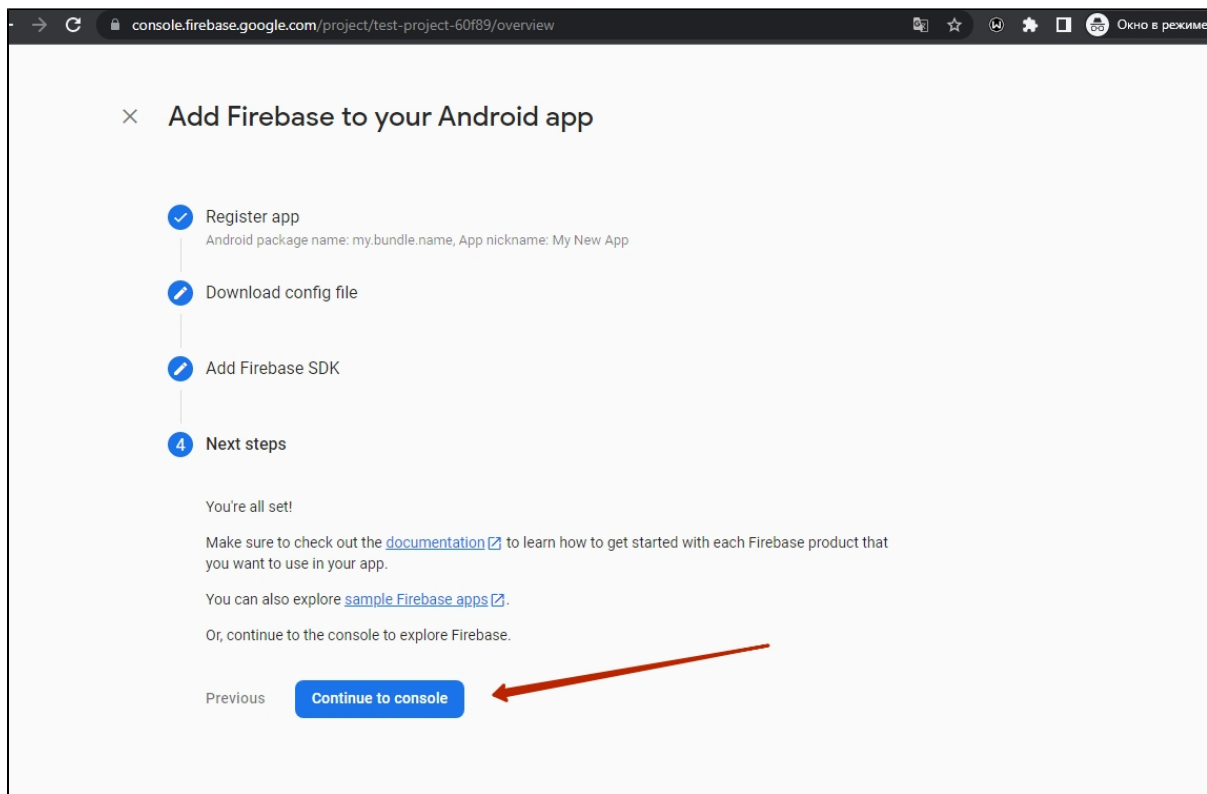 console.firebase.google.com/project/test-project-60f89/overview
Окно в режиме
Add Firebase to your Android app
Register app
Android package name: my.bundle.name, App nickname: My New App
Download config file
Add Firebase SDK
4 Next steps
You're all set!
Make sure to check out the documentation to learn how to get started with each Firebase product that
you want to use in your app.
You can also explore sample Firebase apps.
Or, continue to the console to explore Firebase.
Previous Continue to console